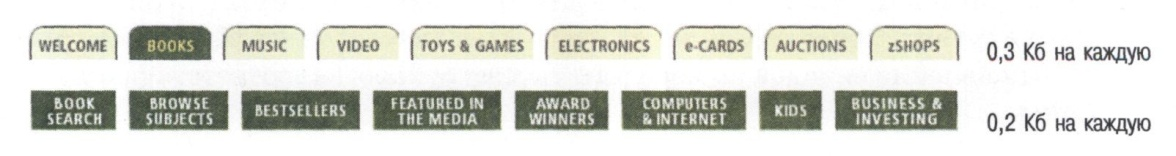 WELCOME BOOKS MUSIC VIDEO TOYS & GAMES ELECTRONICS e-CARDS AUCTIONS zSHOPS 0,3 Кб на каждую
BOOK SEARCH BROWSE SUBJECTS BESTSELLERS FEATURED IN THE MEDIA AWARD WINNERS COMPUTERS & INTERNET KIDS BUSINESS & INVESTING 0,2 Кб на каждую